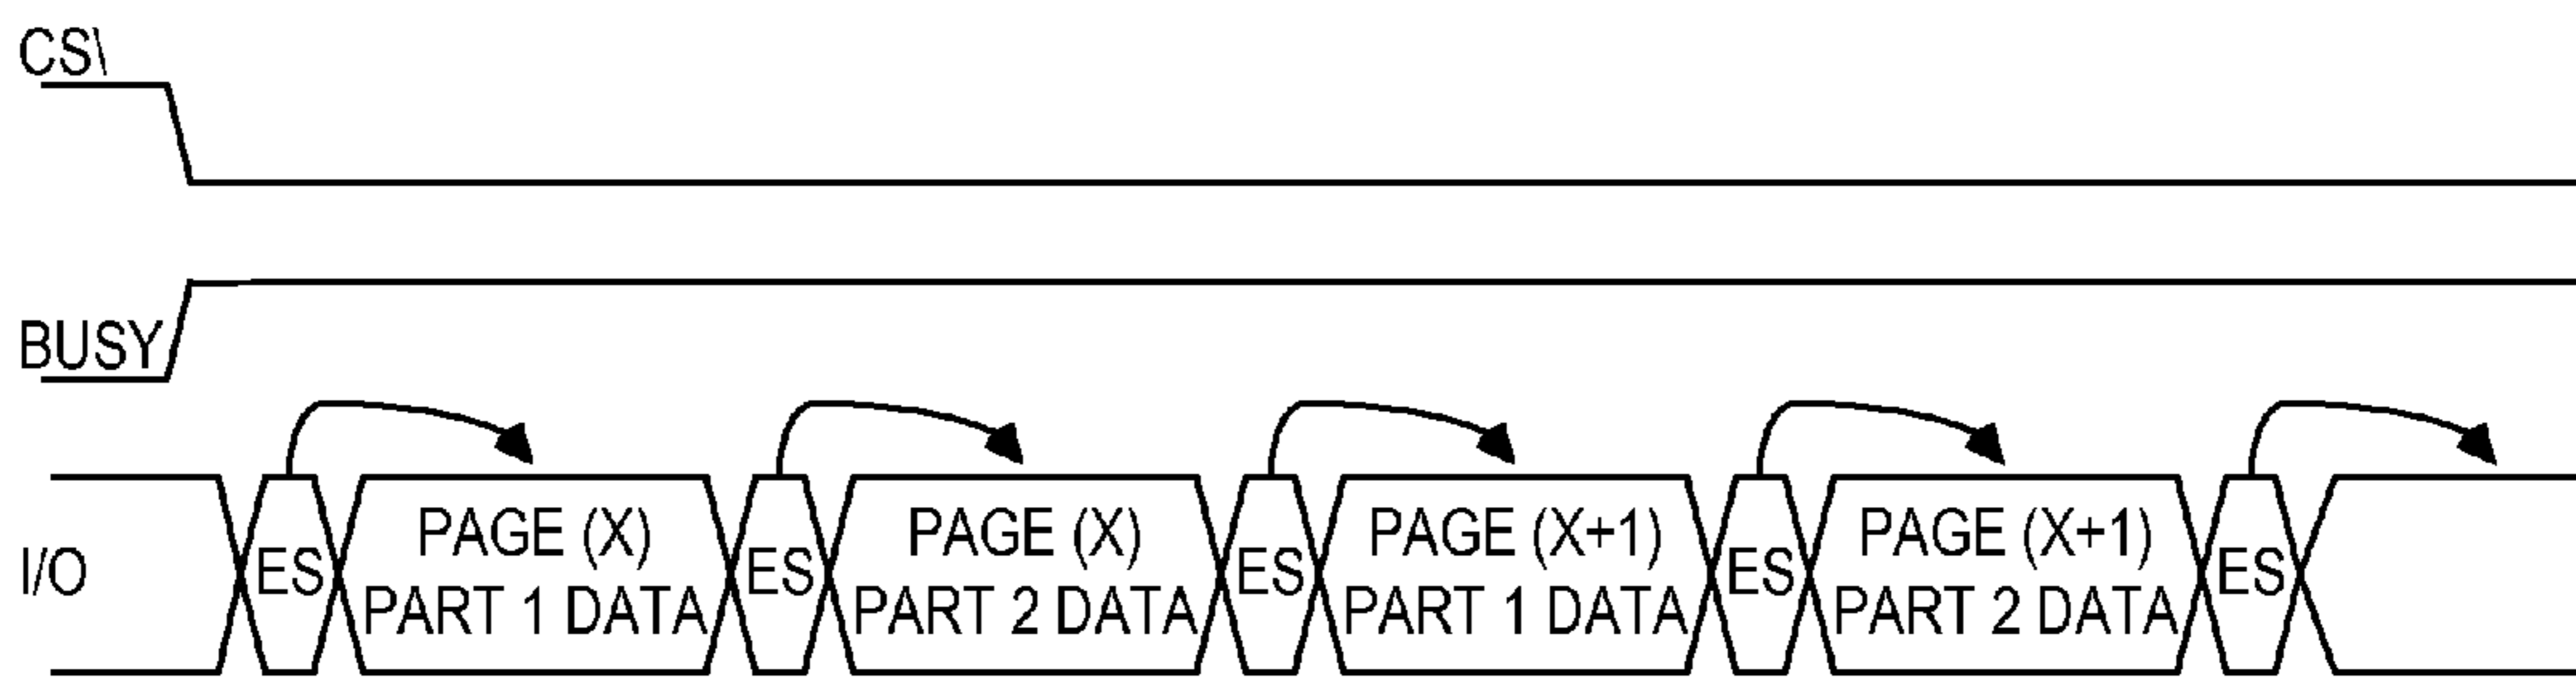 CS\
BUSY
I/O
ES
PAGE (X)
PART 1 DATA
ES
PAGE (X)
PART 2 DATA
ES
PAGE (X+1)
PART 1 DATA
ES
PAGE (X+1)
PART 2 DATA
ES